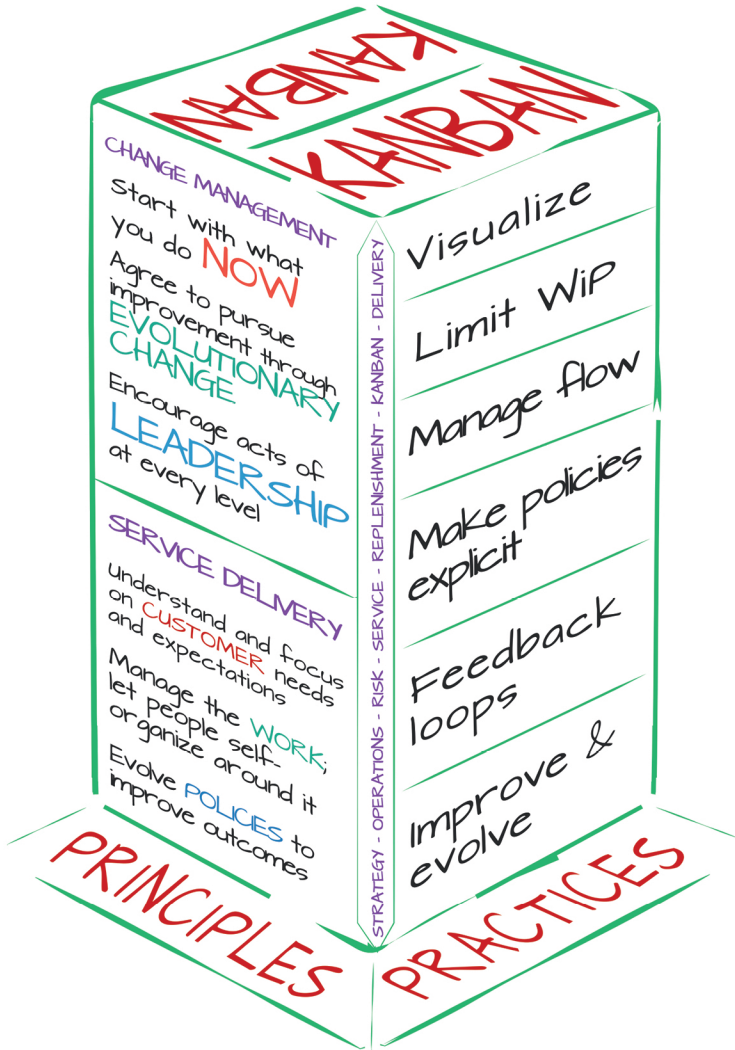 KANBAN
KANBAN
CHANGE MANAGEMENT
Start with what
you do NOW
Agree to pursue
improvement through
EVOLUTIONARY
CHANGE
Encourage acts of
LEADERSHIP
at every level
SERVICE DELIVERY
understand and focus
on CUSTOMER needs
and expectations
Manage the WORK;
let people self-
organize around it
Evolve POLICIES to
improve outcomes
STRATEGY - OPERATIONS - RISK - SERVICE - REPLENISHMENT - KANBAN - DELIVERY
Visualize
Limit WiP
Manage flow
Make policies
explicit
Feedback
loops
Improve &
evolve
PRINCIPLES
PRACTICES